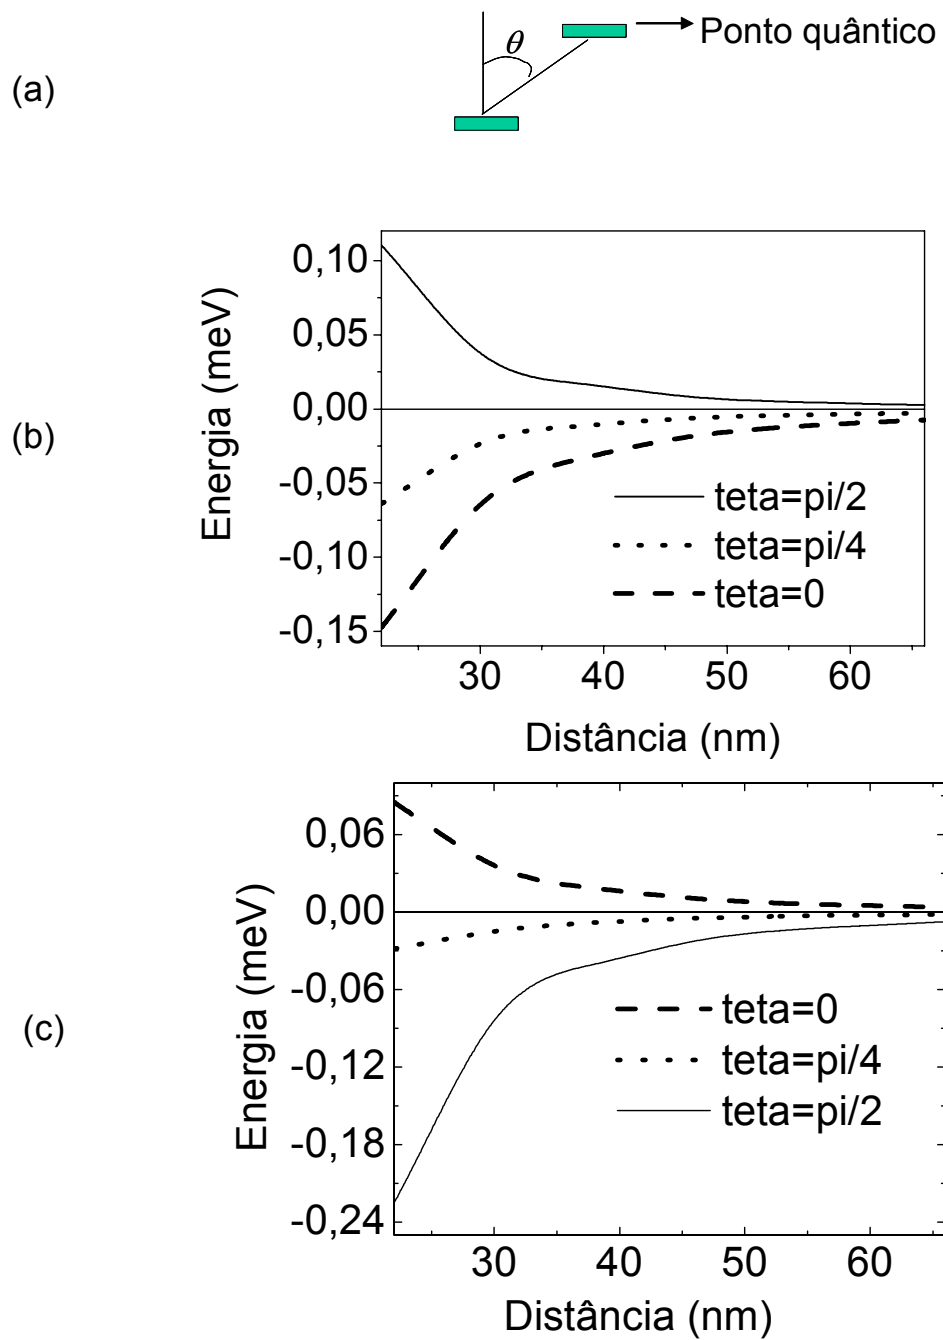 (a)
θ
Ponto quântico
(b)
Energia (meV)
0,10
0,05
0,00
-0,05
-0,10
-0,15
teta=pi/2
teta=pi/4
teta=0
30 40 50 60
Distância (nm)
(c)
Energia (meV)
0,06
0,00
-0,06
-0,12
-0,18
-0,24
teta=0
teta=pi/4
teta=pi/2
30 40 50 60
Distância (nm)